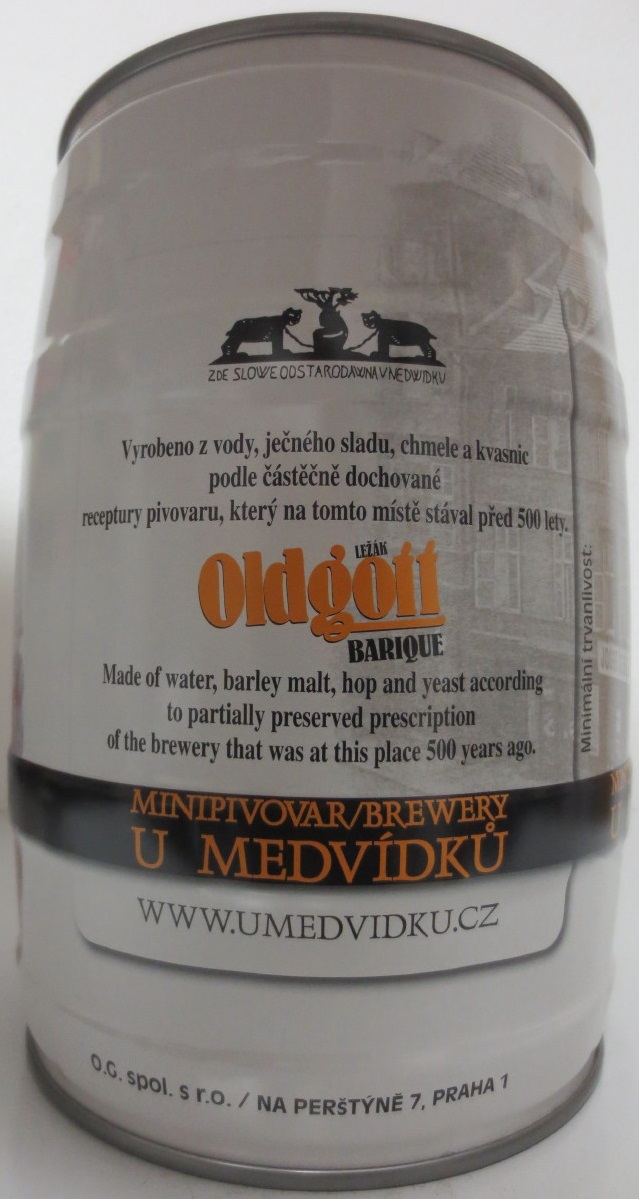 ZDE SLOWE ODSTARODAWNA V NEDWIDKU
Vyrobeno z vody, ječného sladu, chmele a kvasnic
podle částěčně dochované
receptury pivovaru, který na tomto místě stával před 500 lety.
LEŽÁK
Oldgott
BARIQUE
Made of water, barley malt, hop and yeast according
to partially preserved prescription
of the brewery that was at this place 500 years ago.
Minimální trvanlivost:
MINIPIVOVAR/BREWERY
U MEDVÍDKŮ
WWW.UMEDVIDKU.CZ
O.G. spol. s r.o. / NA PERŠTÝNĚ 7, PRAHA 1